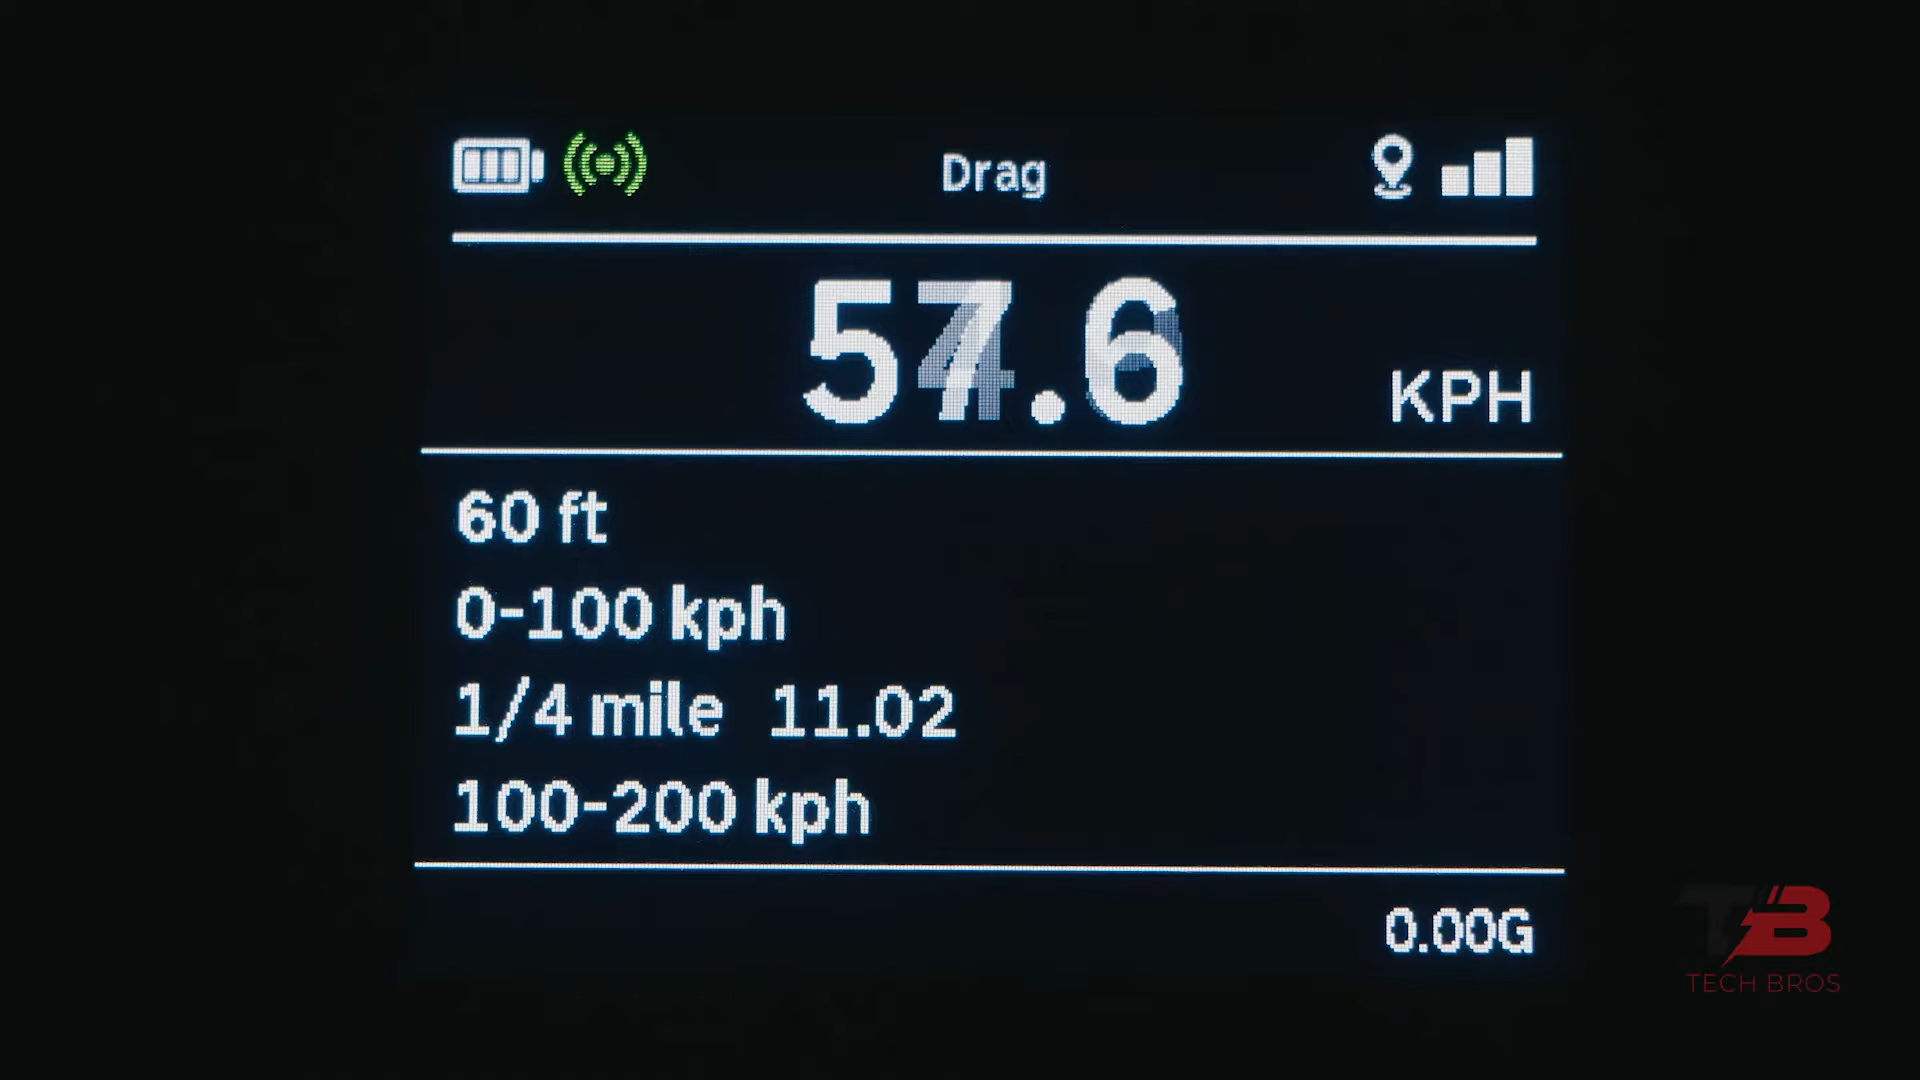 Drag
57.6 KPH
60 ft
0-100 kph
1/4 mile 11.02
100-200 kph
0.00G
TB
TECH BROS